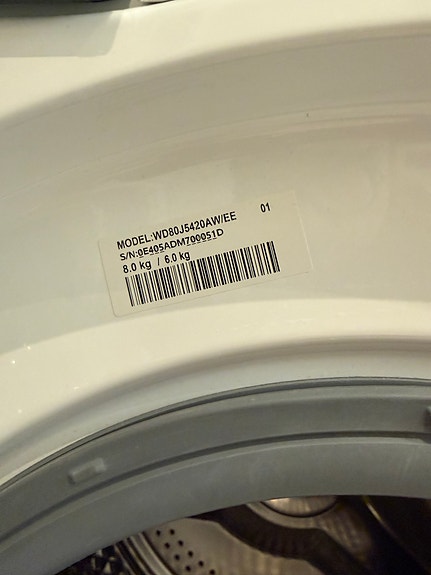 MODEL:WD80J5420AW/EE 01
S/N:0E405ADM700051D
8.0 kg / 6.0 kg